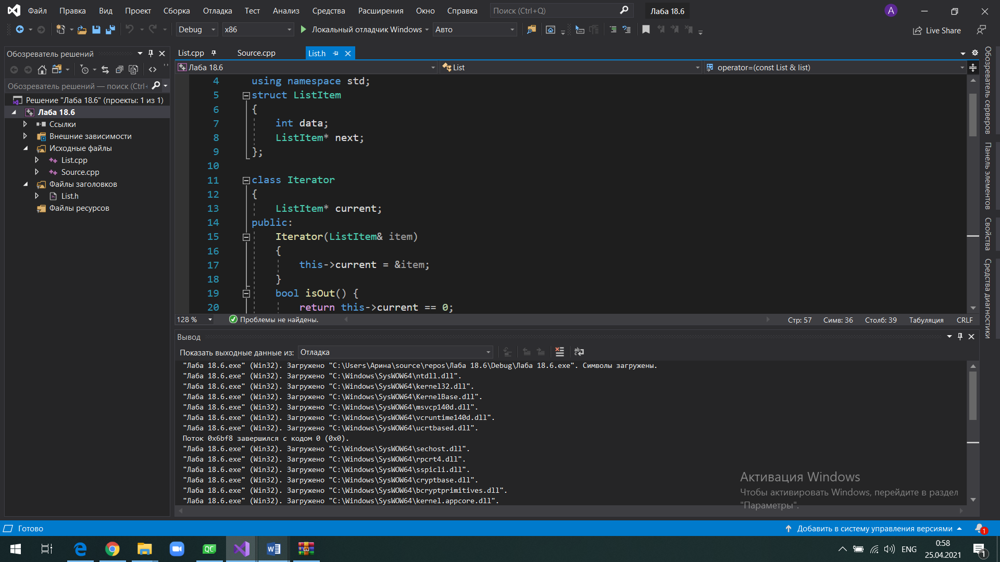 Файл Правка Вид Проект Сборка Отладка Тест Анализ Средства Расширения Окно Справка Поиск (Ctrl+Q) Лаба 18.6 A
Debug x86 Локальный отладчик Windows Авто Live Share
Обозреватель решений
Обозреватель решений — поиск (Ctrl+
Решение "Лаба 18.6" (проекты: 1 из 1)
Лаба 18.6
Ссылки
Внешние зависимости
Исходные файлы
List.cpp
Source.cpp
Файлы заголовков
List.h
Файлы ресурсов
List.cpp Source.cpp List.h
Лаба 18.6 List operator=(const List & list)
4 using namespace std;
5 struct ListItem
6 {
7 int data;
8 ListItem* next;
9 };
10
11 class Iterator
12 {
13 ListItem* current;
14 public:
15 Iterator(ListItem& item)
16 {
17 this->current = &item;
18 }
19 bool isOut() {
20 return this->current == 0;
128 % Проблемы не найдены. Стр: 57 Симв: 36 Столб: 39 Табуляция CRLF
Вывод
Показать выходные данные из: Отладка
"Лаба 18.6.exe" (Win32). Загружено "C:\Users\Арина\source\repos\Лаба 18.6\Debug\Лаба 18.6.exe". Символы загружены.
"Лаба 18.6.exe" (Win32). Загружено "C:\Windows\SysWOW64\ntdll.dll".
"Лаба 18.6.exe" (Win32). Загружено "C:\Windows\SysWOW64\kernel32.dll".
"Лаба 18.6.exe" (Win32). Загружено "C:\Windows\SysWOW64\KernelBase.dll".
"Лаба 18.6.exe" (Win32). Загружено "C:\Windows\SysWOW64\msvcp140d.dll".
"Лаба 18.6.exe" (Win32). Загружено "C:\Windows\SysWOW64\vcruntime140d.dll".
"Лаба 18.6.exe" (Win32). Загружено "C:\Windows\SysWOW64\ucrtbased.dll".
Поток 0x6bf8 завершился с кодом 0 (0x0).
"Лаба 18.6.exe" (Win32). Загружено "C:\Windows\SysWOW64\sechost.dll".
"Лаба 18.6.exe" (Win32). Загружено "C:\Windows\SysWOW64\rpcrt4.dll".
"Лаба 18.6.exe" (Win32). Загружено "C:\Windows\SysWOW64\sspicli.dll".
"Лаба 18.6.exe" (Win32). Загружено "C:\Windows\SysWOW64\cryptbase.dll".
"Лаба 18.6.exe" (Win32). Загружено "C:\Windows\SysWOW64\bcryptprimitives.dll".
"Лаба 18.6.exe" (Win32). Загружено "C:\Windows\SysWOW64\kernel.appcore.dll".
Обозреватель серверов
Панель элементов
Свойства
Средства диагностики
Активация Windows
Чтобы активировать Windows, перейдите в раздел
"Параметры".
Готово Добавить в систему управления версиями 1
QC ENG 0:58
25.04.2021 1